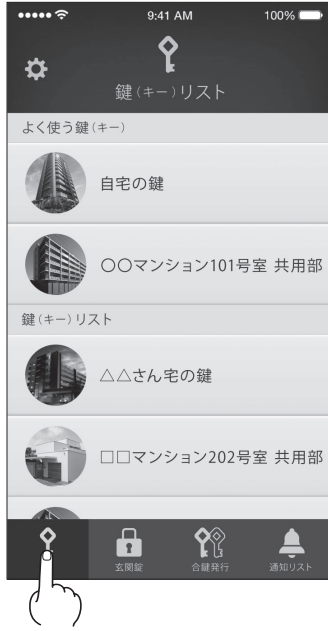 9:41 AM 100%
鍵(キー)リスト
よく使う鍵(キー)
自宅の鍵
〇〇マンション101号室 共用部
鍵(キー)リスト
△△さん宅の鍵
□□マンション202号室 共用部
玄関錠 合鍵発行 通知リスト